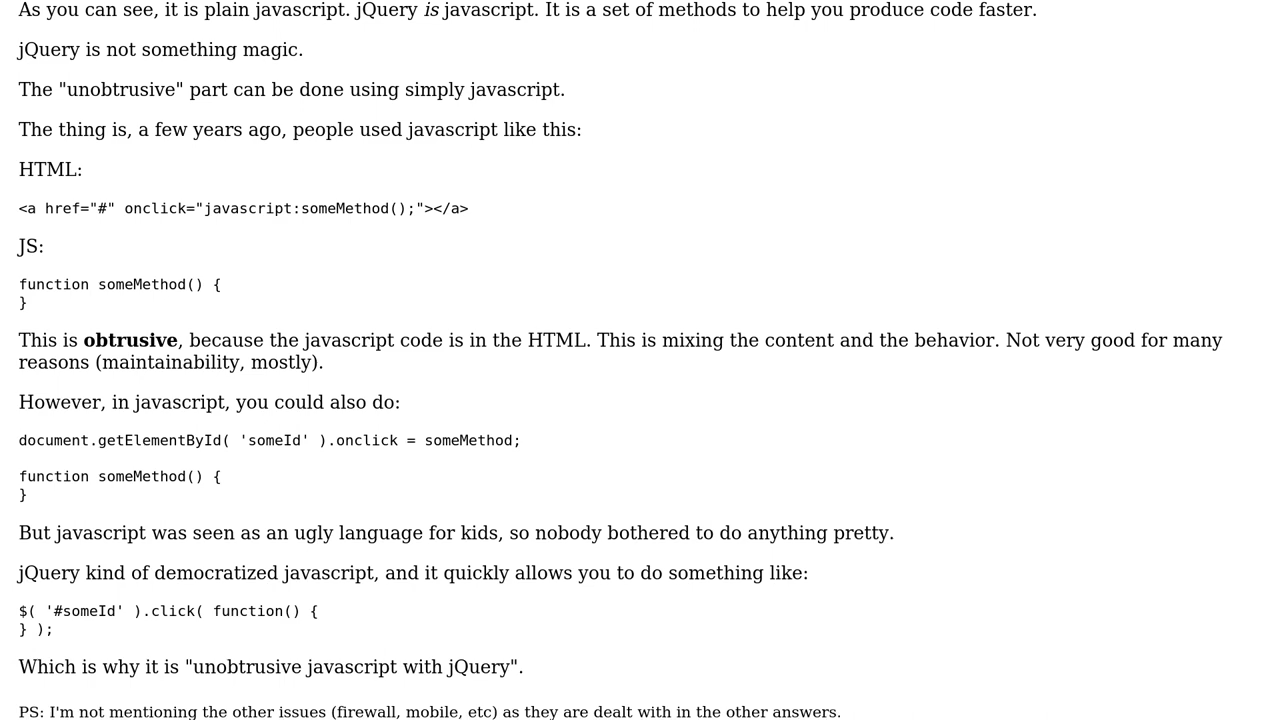 As you can see, it is plain javascript. jQuery is javascript. It is a set of methods to help you produce code faster.
jQuery is not something magic.
The "unobtrusive" part can be done using simply javascript.
The thing is, a few years ago, people used javascript like this:
HTML:
<a href="#" onclick="javascript:someMethod();"></a>
JS:
function someMethod() {
}
This is obtrusive, because the javascript code is in the HTML. This is mixing the content and the behavior. Not very good for many
reasons (maintainability, mostly).
However, in javascript, you could also do:
document.getElementById( 'someId' ).onclick = someMethod;
function someMethod() {
}
But javascript was seen as an ugly language for kids, so nobody bothered to do anything pretty.
jQuery kind of democratized javascript, and it quickly allows you to do something like:
$( '#someId' ).click( function() {
} );
Which is why it is "unobtrusive javascript with jQuery".
PS: I'm not mentioning the other issues (firewall, mobile, etc) as they are dealt with in the other answers.